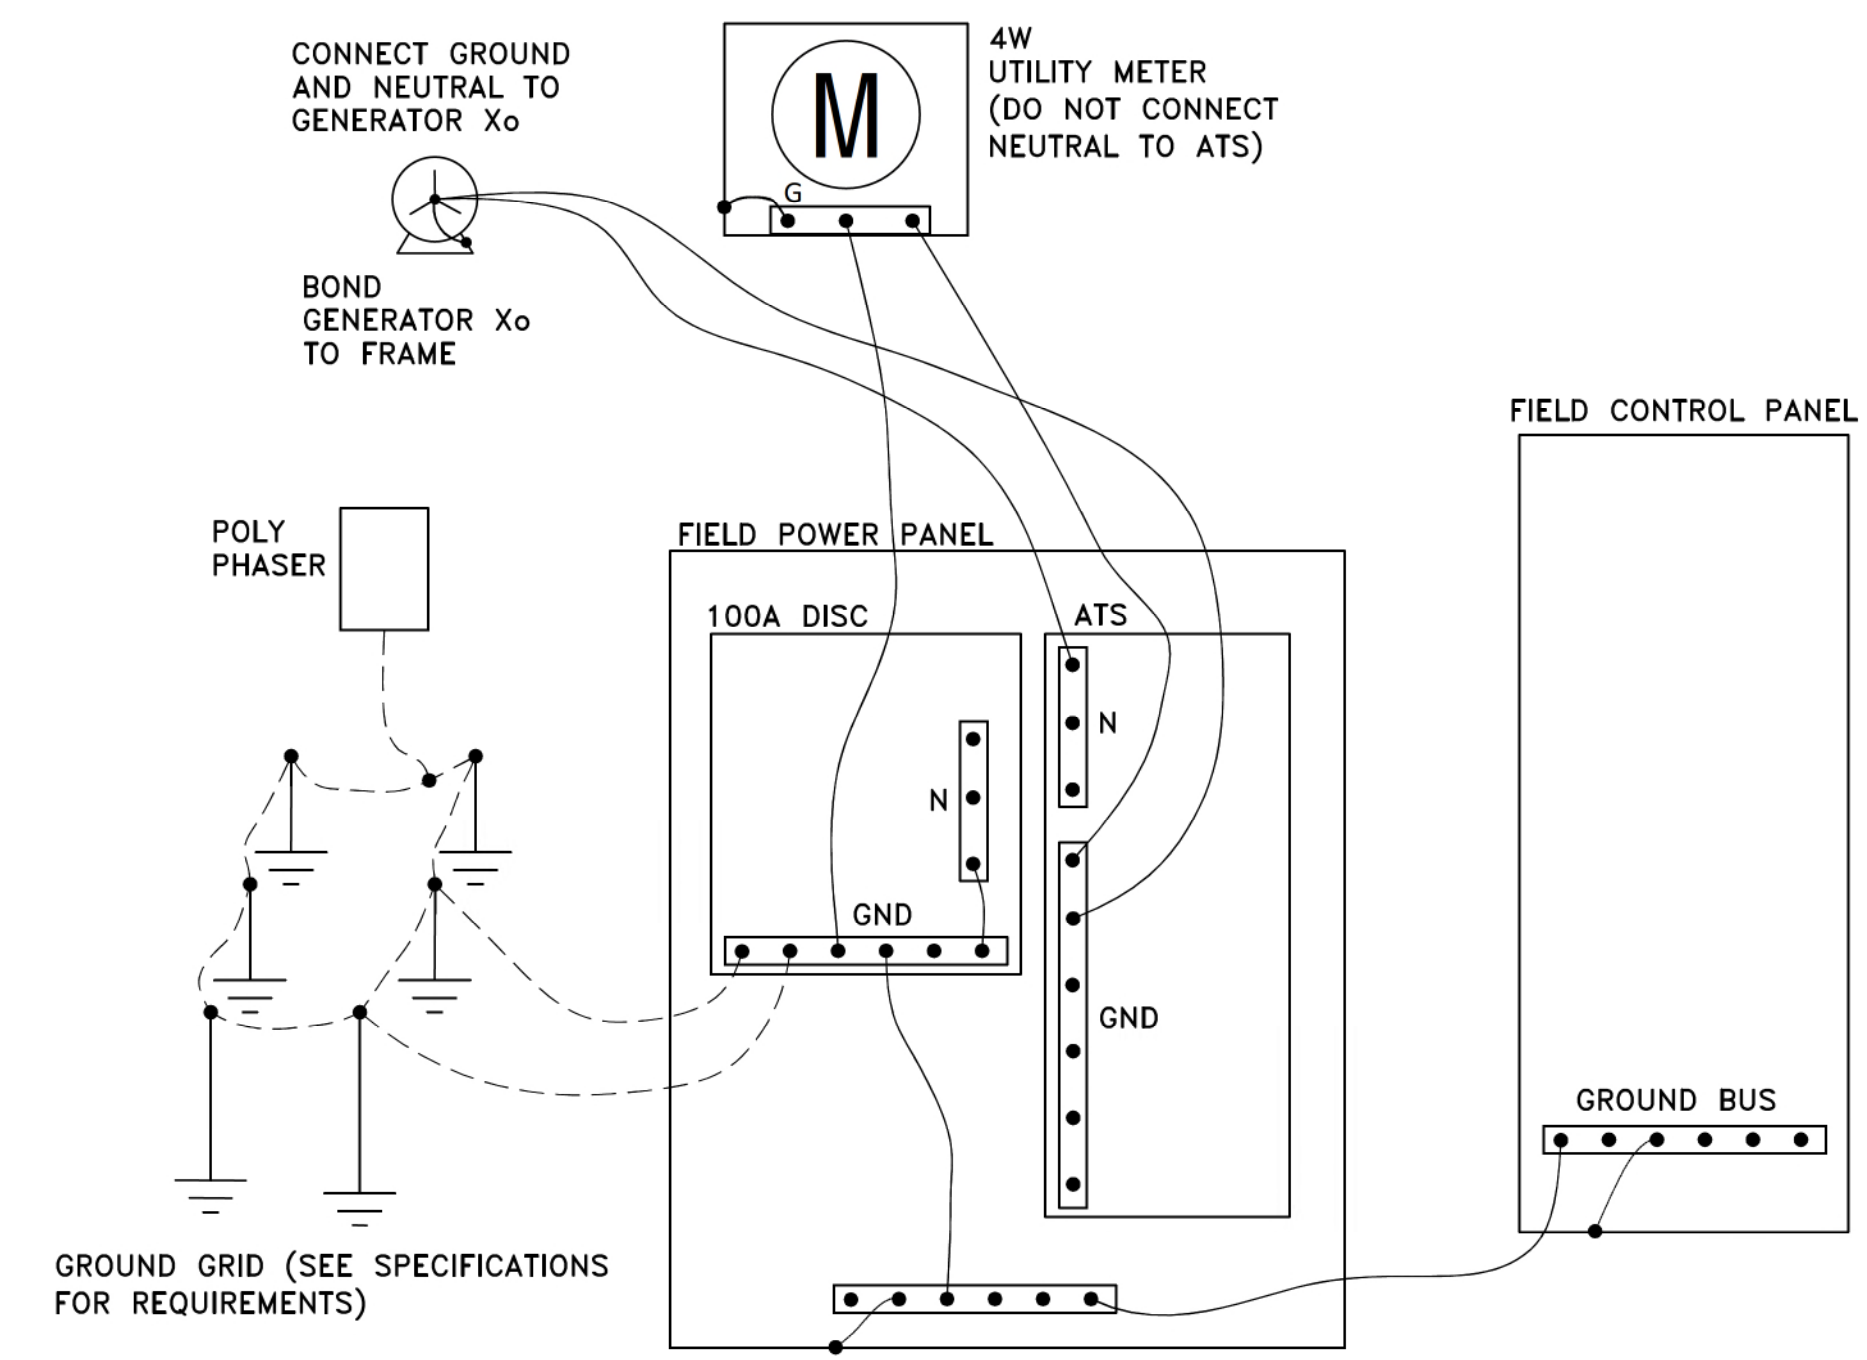 CONNECT GROUND
AND NEUTRAL TO
GENERATOR Xo
M
G
4W
UTILITY METER
(DO NOT CONNECT
NEUTRAL TO ATS)
BOND
GENERATOR Xo
TO FRAME
FIELD CONTROL PANEL
POLY
PHASER
FIELD POWER PANEL
100A DISC
ATS
N
N
GND
GND
GROUND BUS
GROUND GRID (SEE SPECIFICATIONS
FOR REQUIREMENTS)